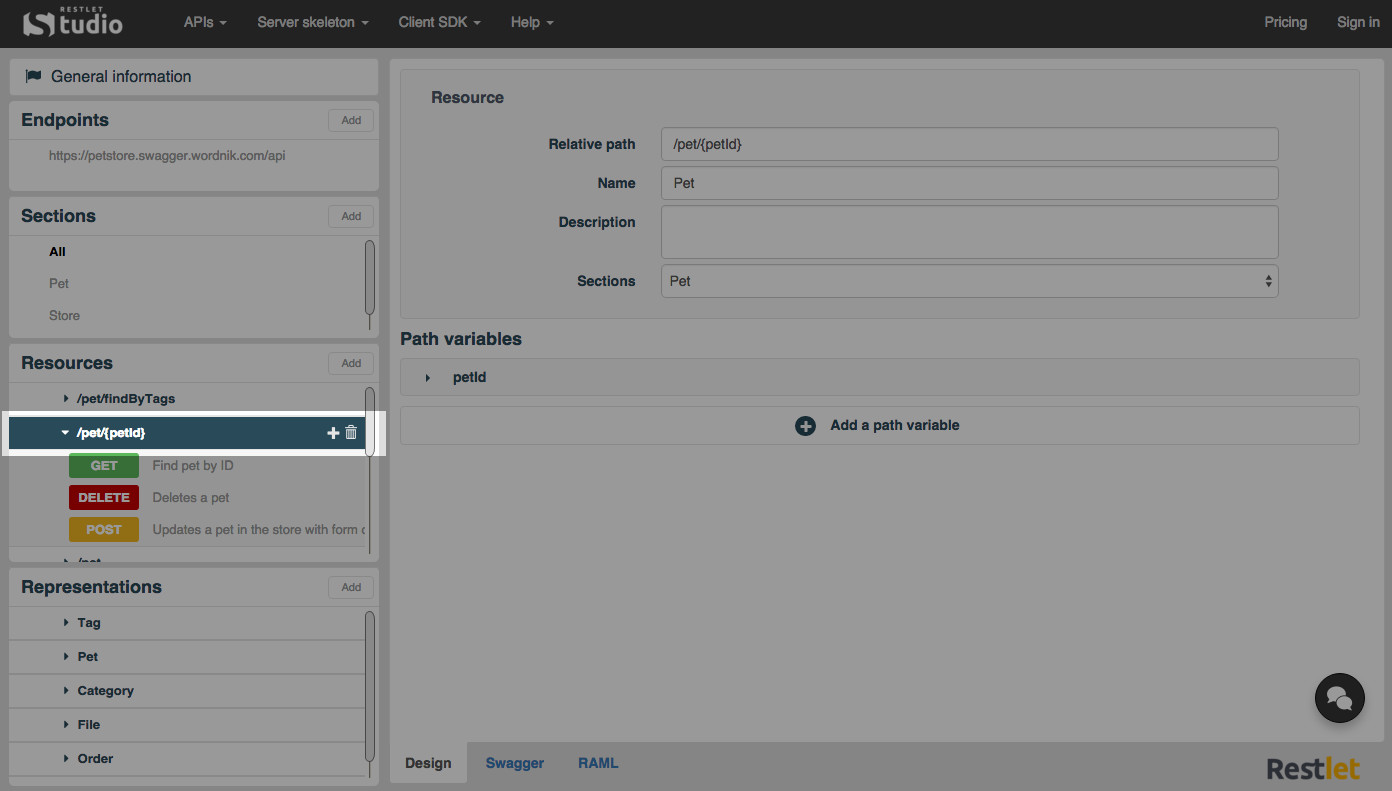 RESTLET
Studio
APIs
Server skeleton
Client SDK
Help
Pricing
Sign in
General information
Endpoints
Add
https://petstore.swagger.wordnik.com/api
Sections
Add
All
Pet
Store
Resources
Add
/pet/findByTags
/pet/{petId}
GET Find pet by ID
DELETE Deletes a pet
POST Updates a pet in the store with form
/pet
Representations
Add
Tag
Pet
Category
File
Order
Resource
Relative path /pet/{petId}
Name Pet
Description
Sections Pet
Path variables
petId
Add a path variable
Design
Swagger
RAML
Restlet